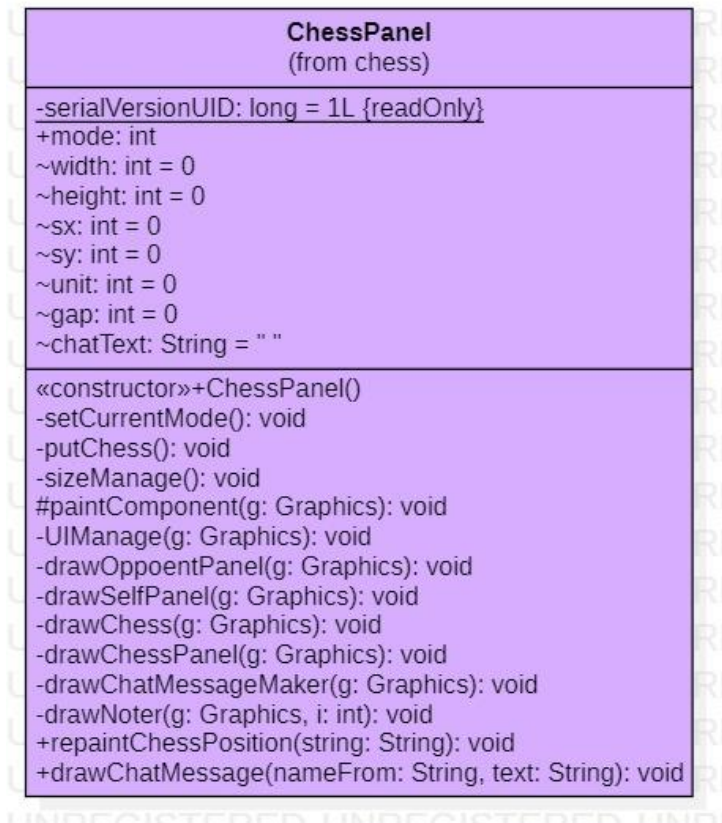 ChessPanel
(from chess)
-serialVersionUID: long = 1L {readOnly}
+mode: int
~width: int = 0
~height: int = 0
~sx: int = 0
~sy: int = 0
~unit: int = 0
~gap: int = 0
~chatText: String = " "
«constructor»+ChessPanel()
-setCurrentMode(): void
-putChess(): void
-sizeManage(): void
#paintComponent(g: Graphics): void
-UIManage(g: Graphics): void
-drawOppoentPanel(g: Graphics): void
-drawSelfPanel(g: Graphics): void
-drawChess(g: Graphics): void
-drawChessPanel(g: Graphics): void
-drawChatMessageMaker(g: Graphics): void
-drawNoter(g: Graphics, i: int): void
+repaintChessPosition(string: String): void
+drawChatMessage(nameFrom: String, text: String): void